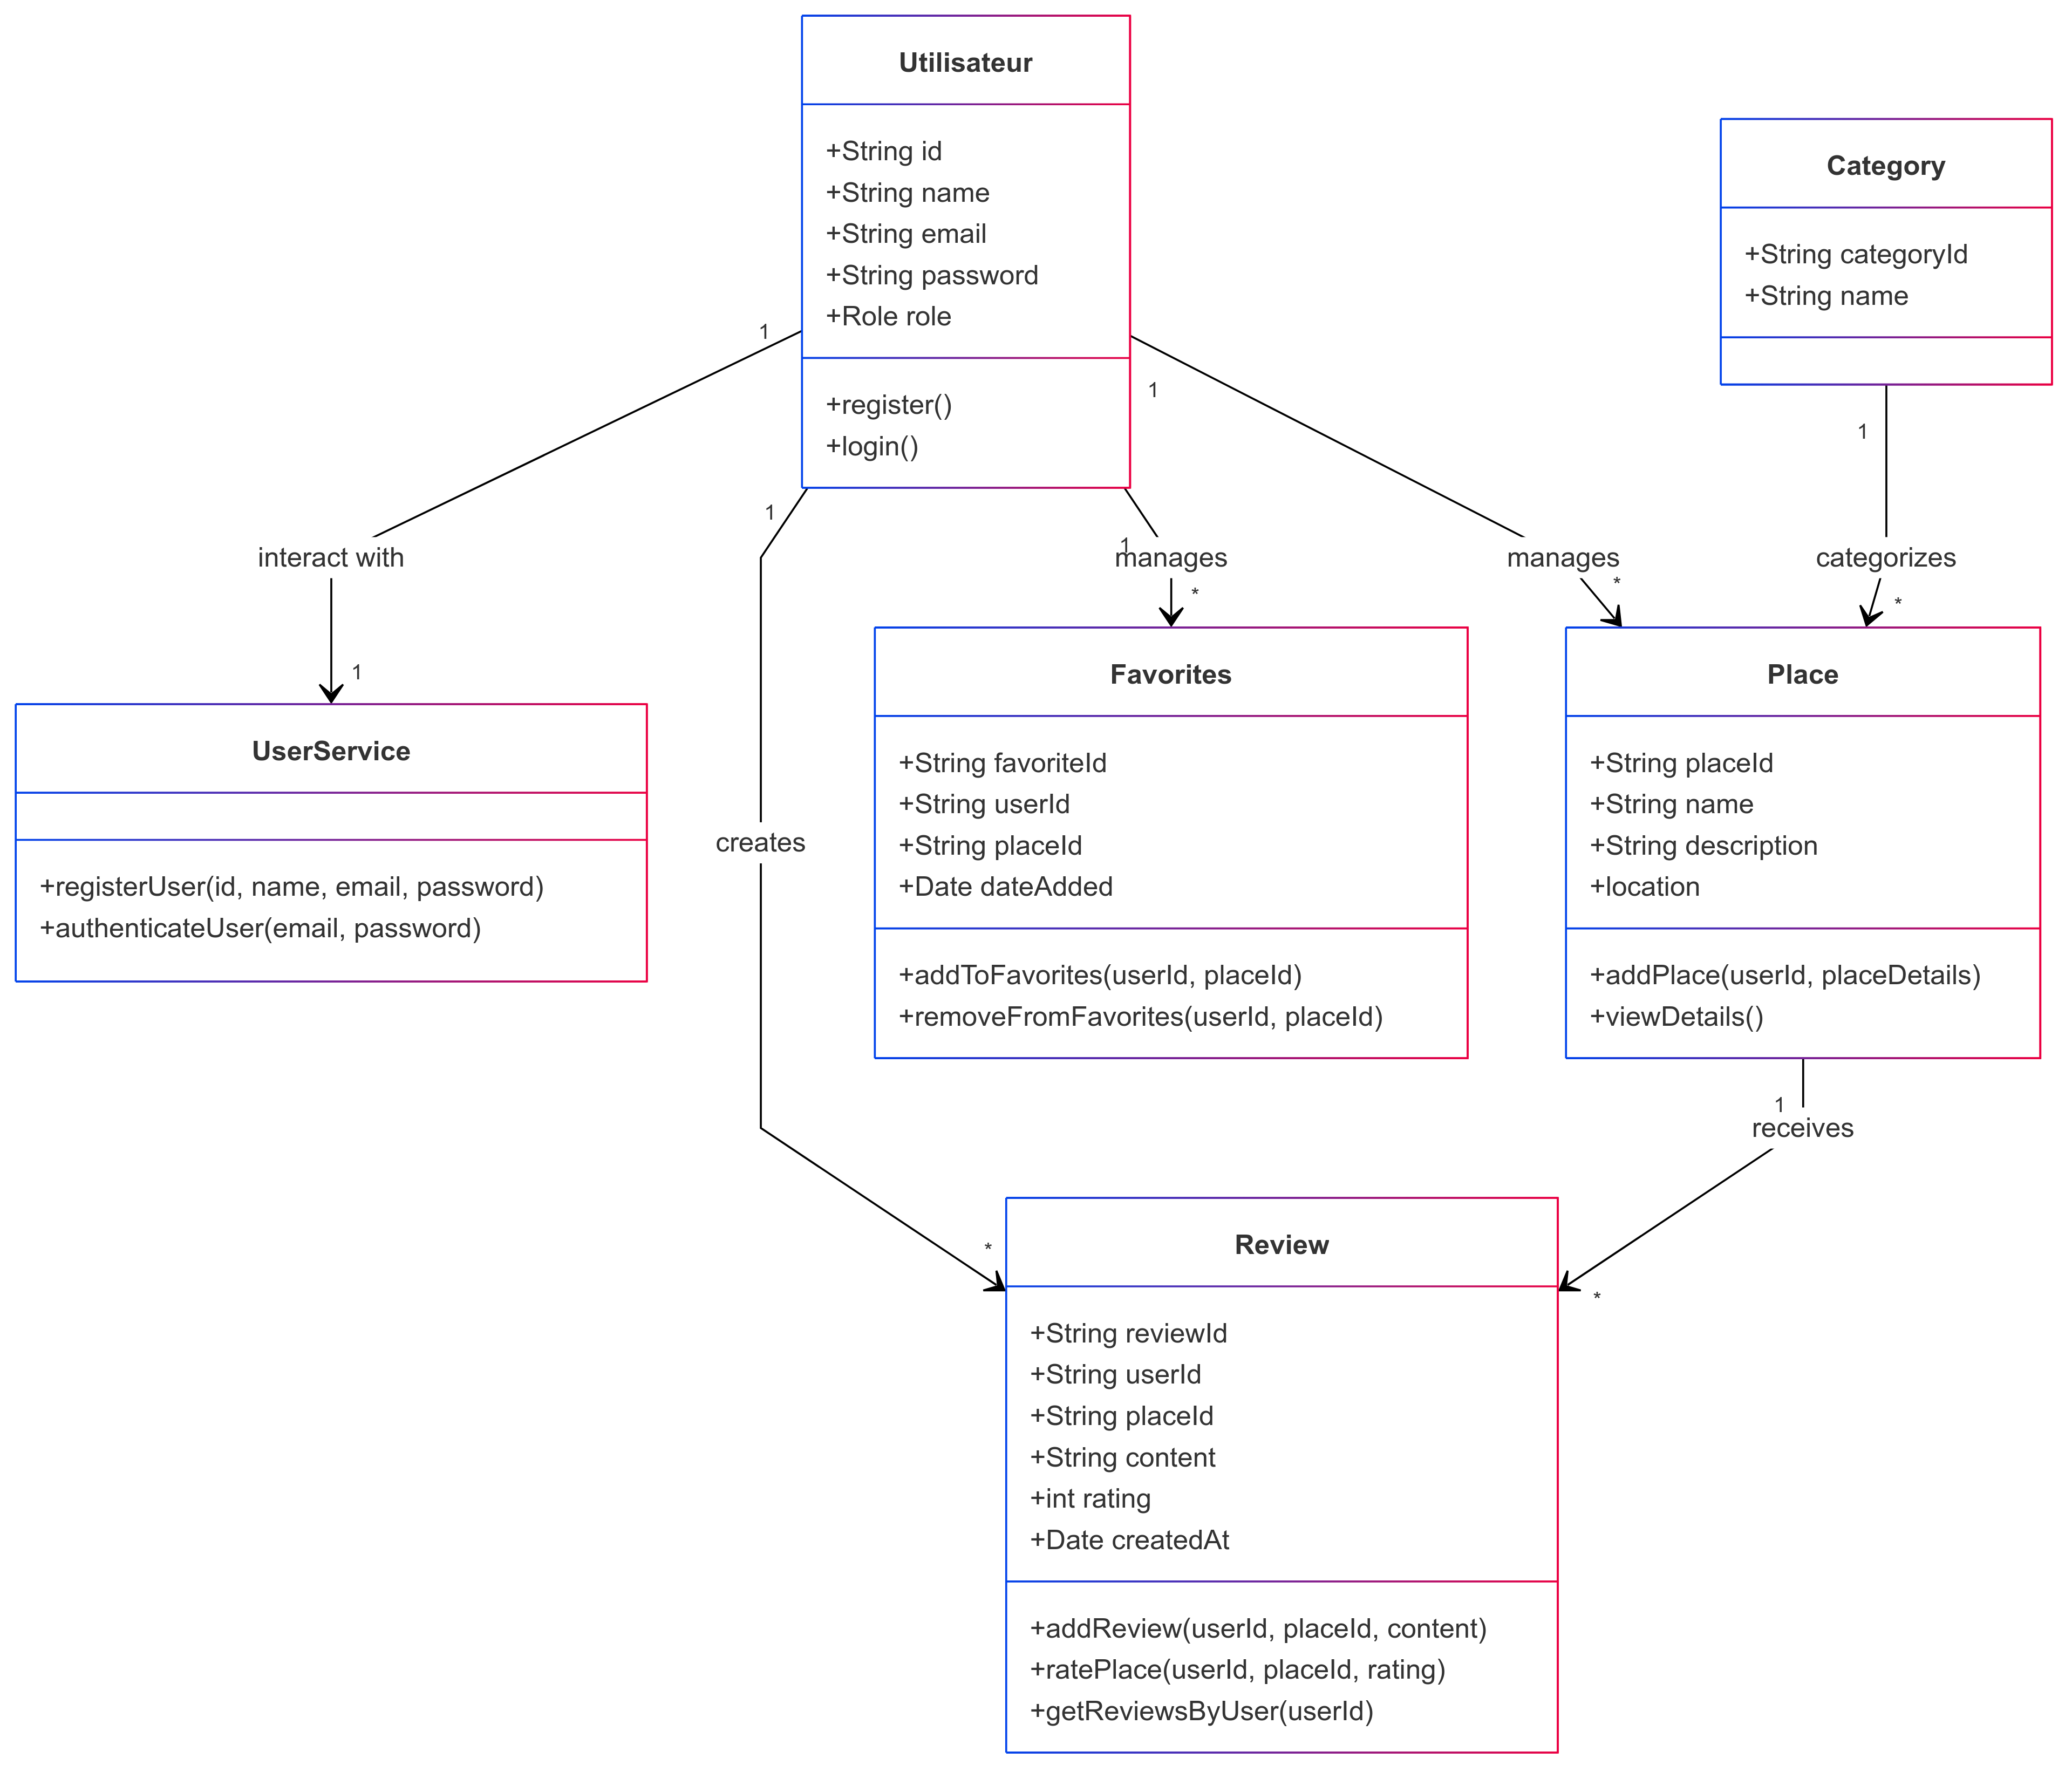 Utilisateur
+String id
+String name
+String email
+String password
+Role role
+register()
+login()
Category
+String categoryId
+String name
1
1
1
1
1
interact with
manages
manages
categorizes
1
*
*
*
UserService
+registerUser(id, name, email, password)
+authenticateUser(email, password)
creates
Favorites
+String favoriteId
+String userId
+String placeId
+Date dateAdded
+addToFavorites(userId, placeId)
+removeFromFavorites(userId, placeId)
Place
+String placeId
+String name
+String description
+location
+addPlace(userId, placeDetails)
+viewDetails()
1
receives
*
*
Review
+String reviewId
+String userId
+String placeId
+String content
+int rating
+Date createdAt
+addReview(userId, placeId, content)
+ratePlace(userId, placeId, rating)
+getReviewsByUser(userId)